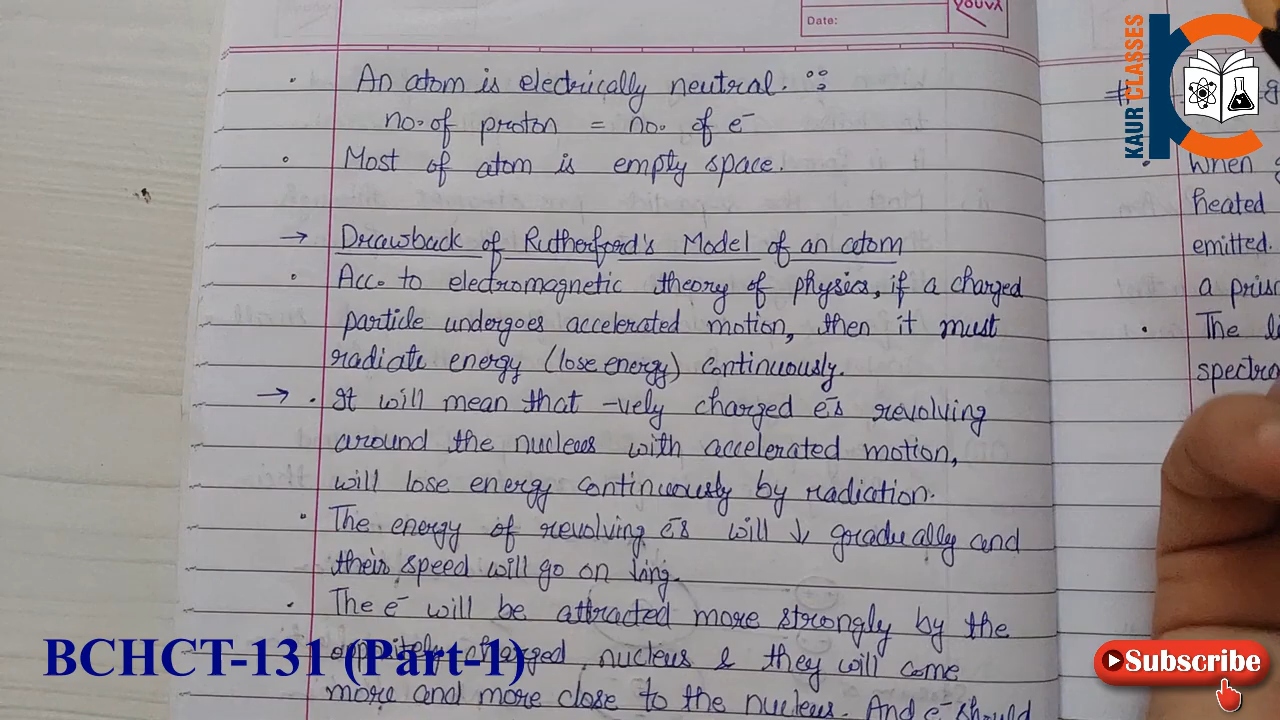 YOUVA
Date:
KAUR CLASSES
• An atom is electrically neutral. ∵
no. of proton = no. of e⁻
• Most of atom is empty space.
→ Drawback of Rutherford's Model of an atom
• Acc. to electromagnetic theory of physics, if a charged
particle undergoes accelerated motion, then it must
radiate energy (lose energy) continuously.
→ • It will mean that -vely charged e⁻s revolving
around the nucleus with accelerated motion,
will lose energy continuously by radiation.
• The energy of revolving e⁻s will ↓ gradually and
their speed will go on ↓ing.
• The e⁻ will be attracted more strongly by the
oppositely charged nucleus & they will come
more and more close to the nucleus. And e⁻ should
#
• When
heated
emitted.
a pris
• The li
spectro
BCHCT-131 (Part-1)
Subscribe